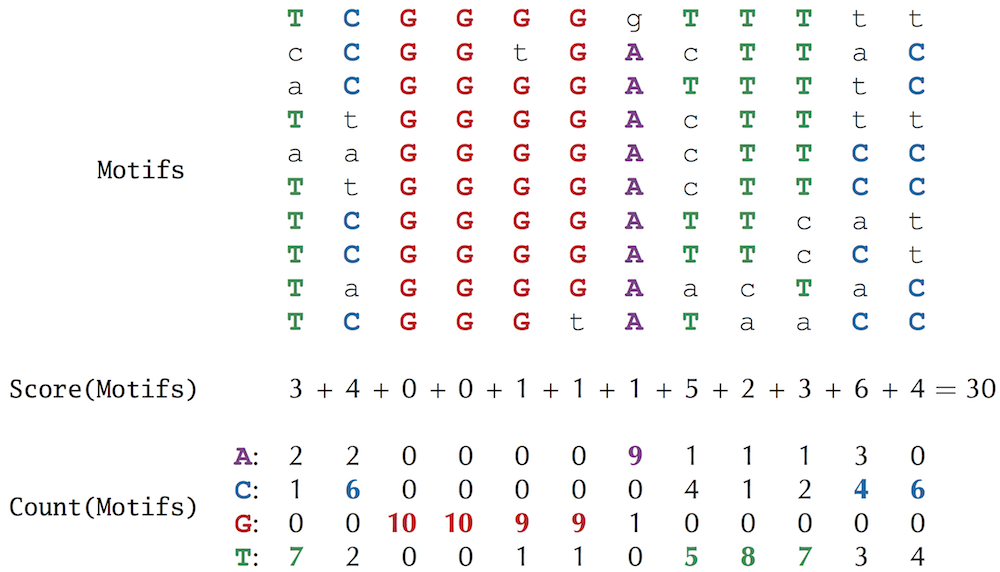 T C G G G G g T T T t t
c C G G t G A c T T a C
a C G G G G A T T T t C
T t G G G G A c T T t t
a a G G G G A c T T C C
Motifs
T t G G G G A c T T C C
T C G G G G A T T c a t
T C G G G G A T T c C t
T a G G G G A a c T a C
T C G G G t A T a a C C
Score(Motifs) 3 + 4 + 0 + 0 + 1 + 1 + 1 + 5 + 2 + 3 + 6 + 4 = 30
A: 2 2 0 0 0 0 9 1 1 1 3 0
C: 1 6 0 0 0 0 0 4 1 2 4 6
Count(Motifs)
G: 0 0 10 10 9 9 1 0 0 0 0 0
T: 7 2 0 0 1 1 0 5 8 7 3 4